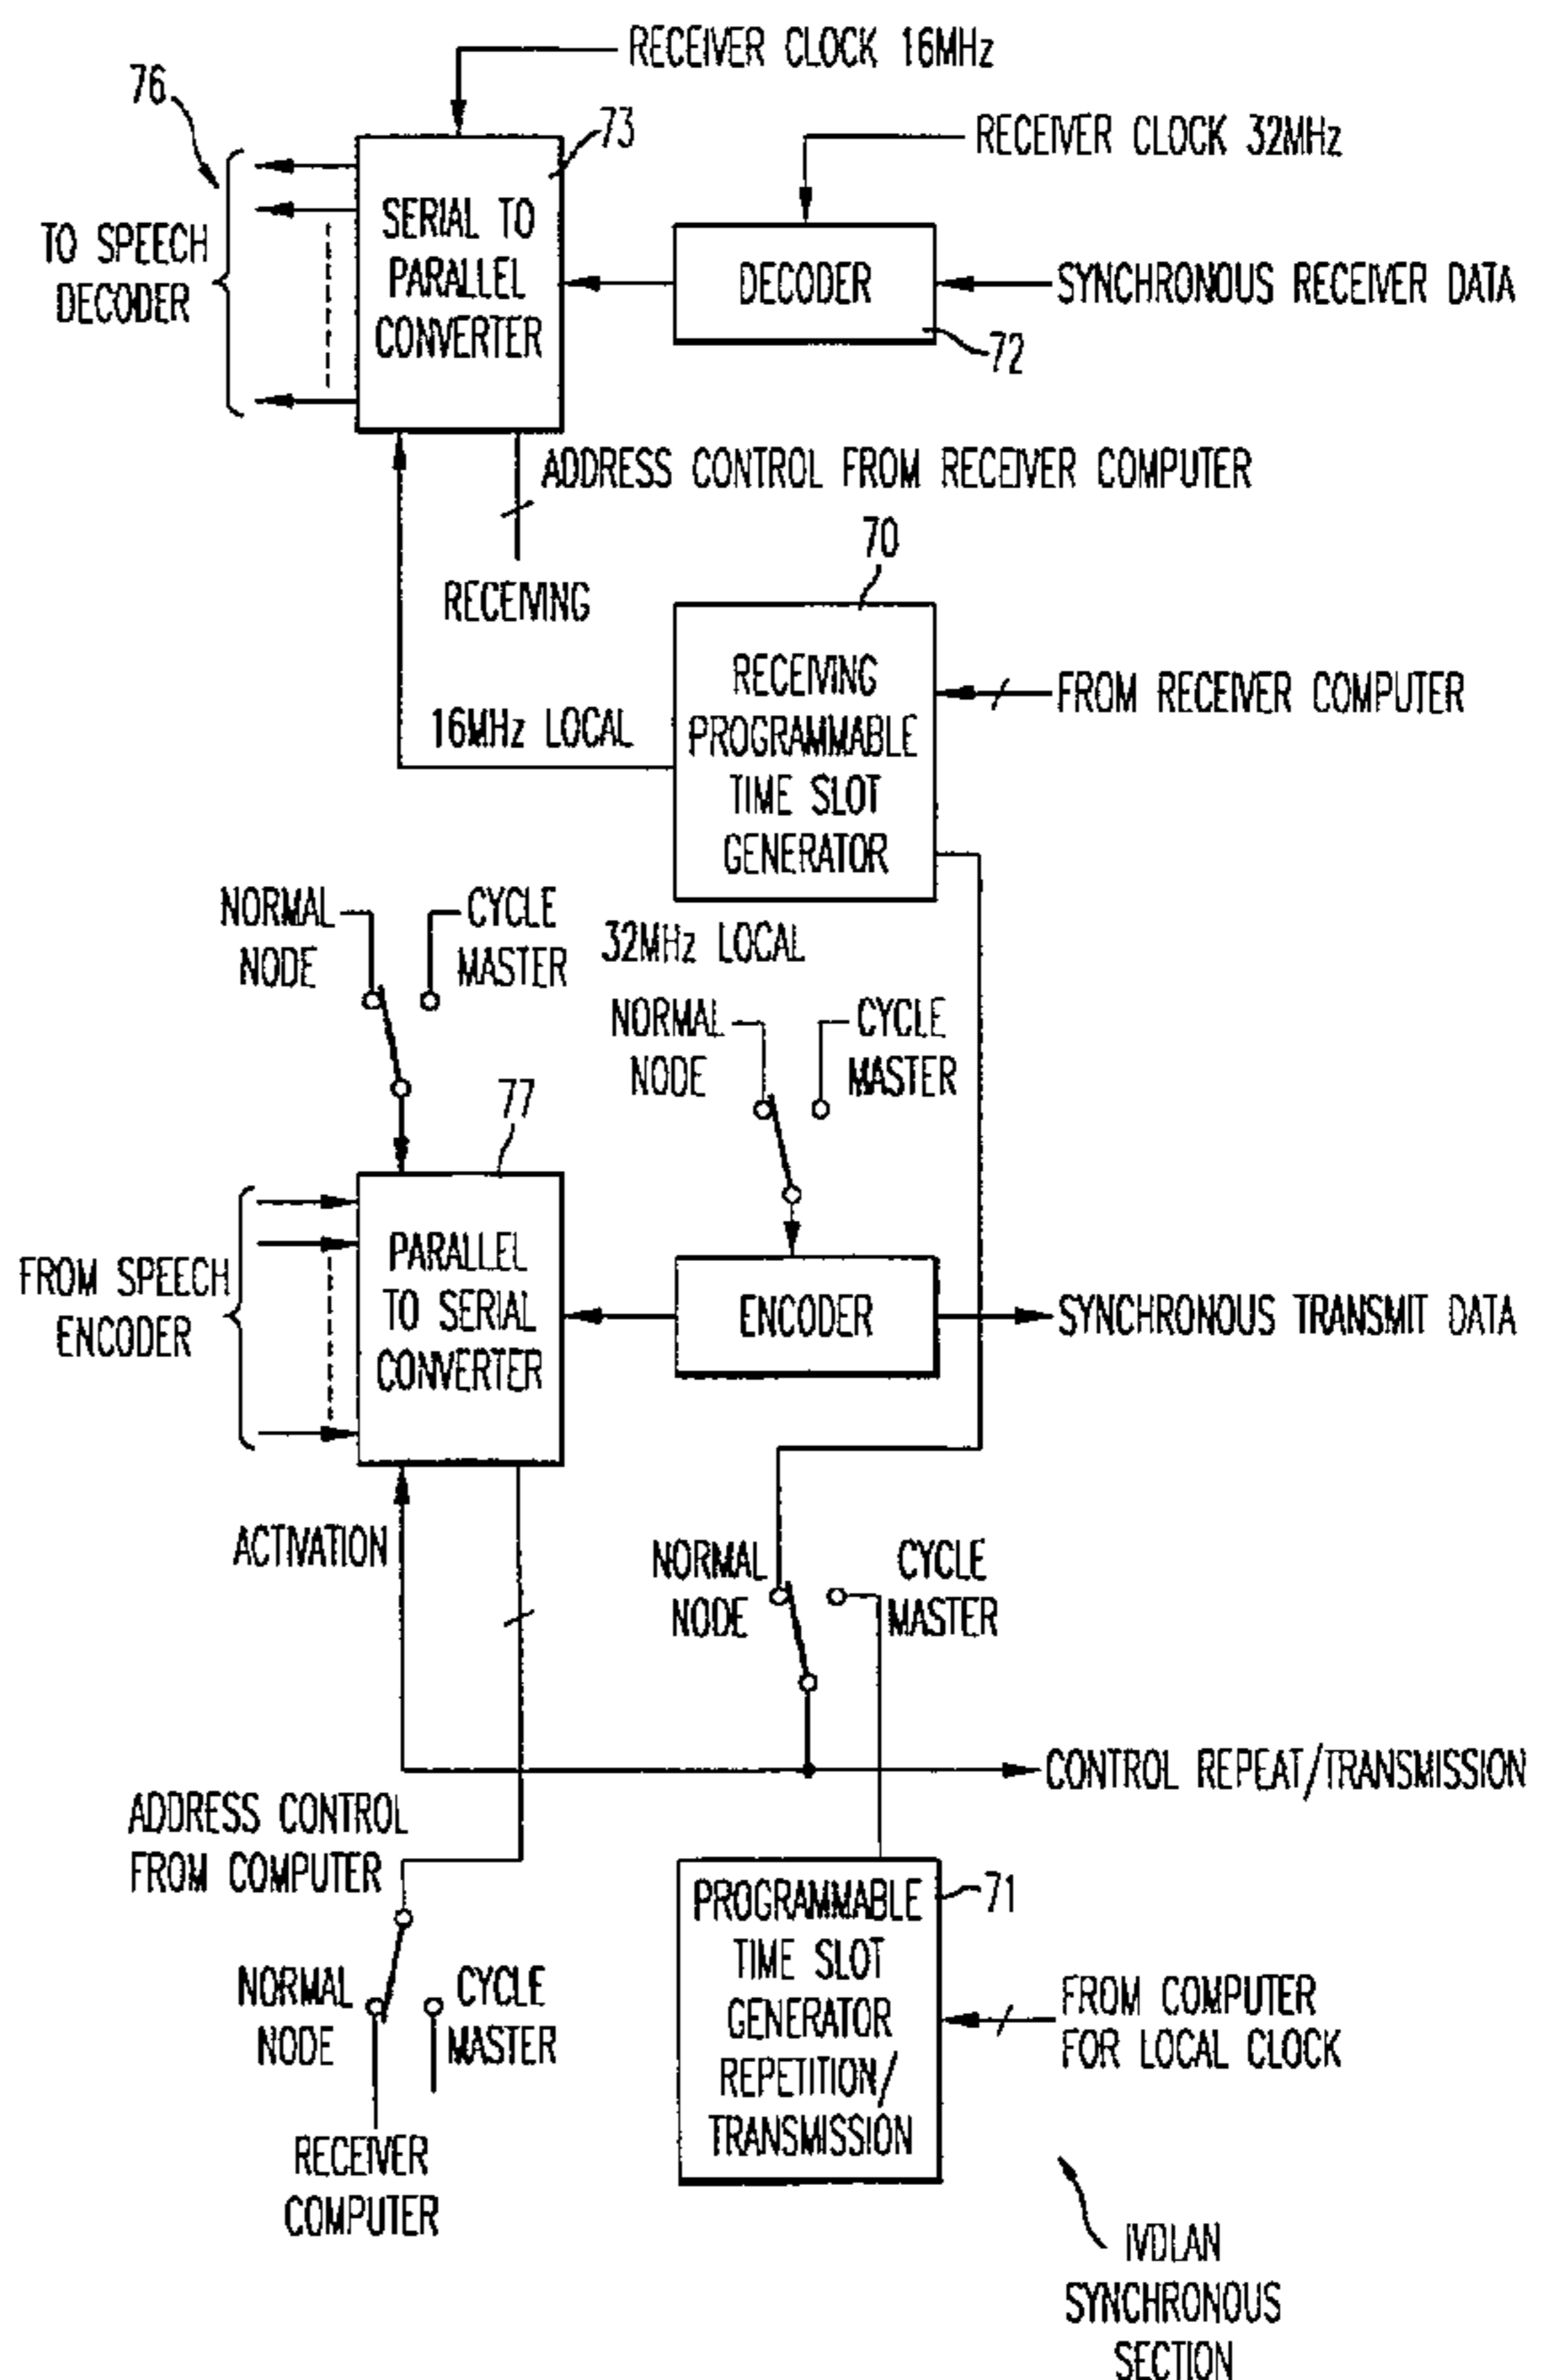 RECEIVER CLOCK 16MHz
76
73
RECEIVER CLOCK 32MHz
TO SPEECH
DECODER
SERIAL TO
PARALLEL
CONVERTER
DECODER
SYNCHRONOUS RECEIVER DATA
72
ADDRESS CONTROL FROM RECEIVER COMPUTER
RECEIVING
70
RECEIVING
PROGRAMMABLE
TIME SLOT
GENERATOR
FROM RECEIVER COMPUTER
16MHz LOCAL
NORMAL
NODE
CYCLE
MASTER
32MHz LOCAL
NORMAL
NODE
CYCLE
MASTER
77
FROM SPEECH
ENCODER
PARALLEL
TO SERIAL
CONVERTER
ENCODER
SYNCHRONOUS TRANSMIT DATA
ACTIVATION
NORMAL
NODE
CYCLE
MASTER
CONTROL REPEAT/TRANSMISSION
ADDRESS CONTROL
FROM COMPUTER
PROGRAMMABLE
TIME SLOT
GENERATOR
REPETITION/
TRANSMISSION
71
NORMAL
NODE
CYCLE
MASTER
FROM COMPUTER
FOR LOCAL CLOCK
RECEIVER
COMPUTER
IVDLAN
SYNCHRONOUS
SECTION